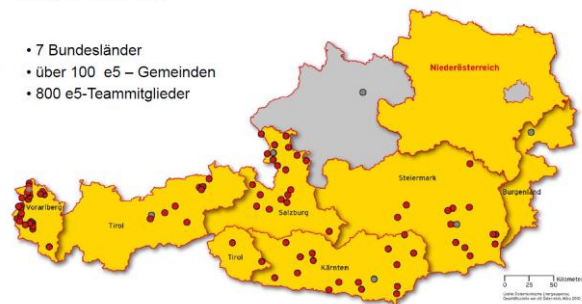 • 7 Bundesländer
• über 100 e5 – Gemeinden
• 800 e5-Teammitglieder
Niederösterreich
Steiermark
Burgenland
Vorarlberg
Salzburg
Tirol
Tirol
Kärnten
Kilometer
0
25
50